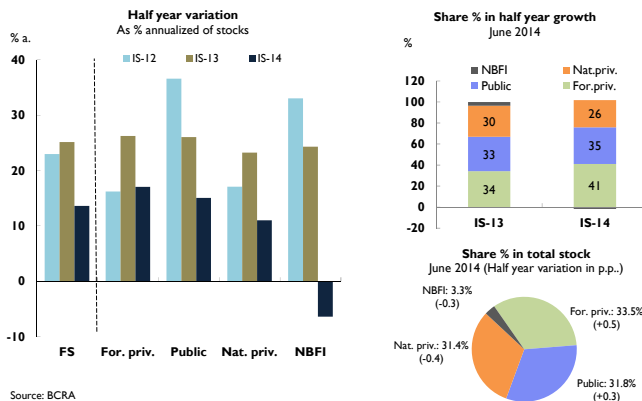 Half year variation
As % annualized of stocks
% a.
IS-12
IS-13
IS-14
40
30
20
10
0
-10
FS
For. priv.
Public
Nat. priv.
NBFI
Source: BCRA
Share % in half year growth
June 2014
%
NBFI
Nat.priv.
Public
For.priv.
100
80
60
40
20
0
-20
30
33
34
26
35
41
IS-13
IS-14
Share % in total stock
June 2014 (Half year variation in p.p..)
NBFI: 3.3%
(-0.3)
For. priv.: 33.5%
(+0.5)
Nat. priv.: 31.4%
(-0.4)
Public: 31.8%
(+0.3)